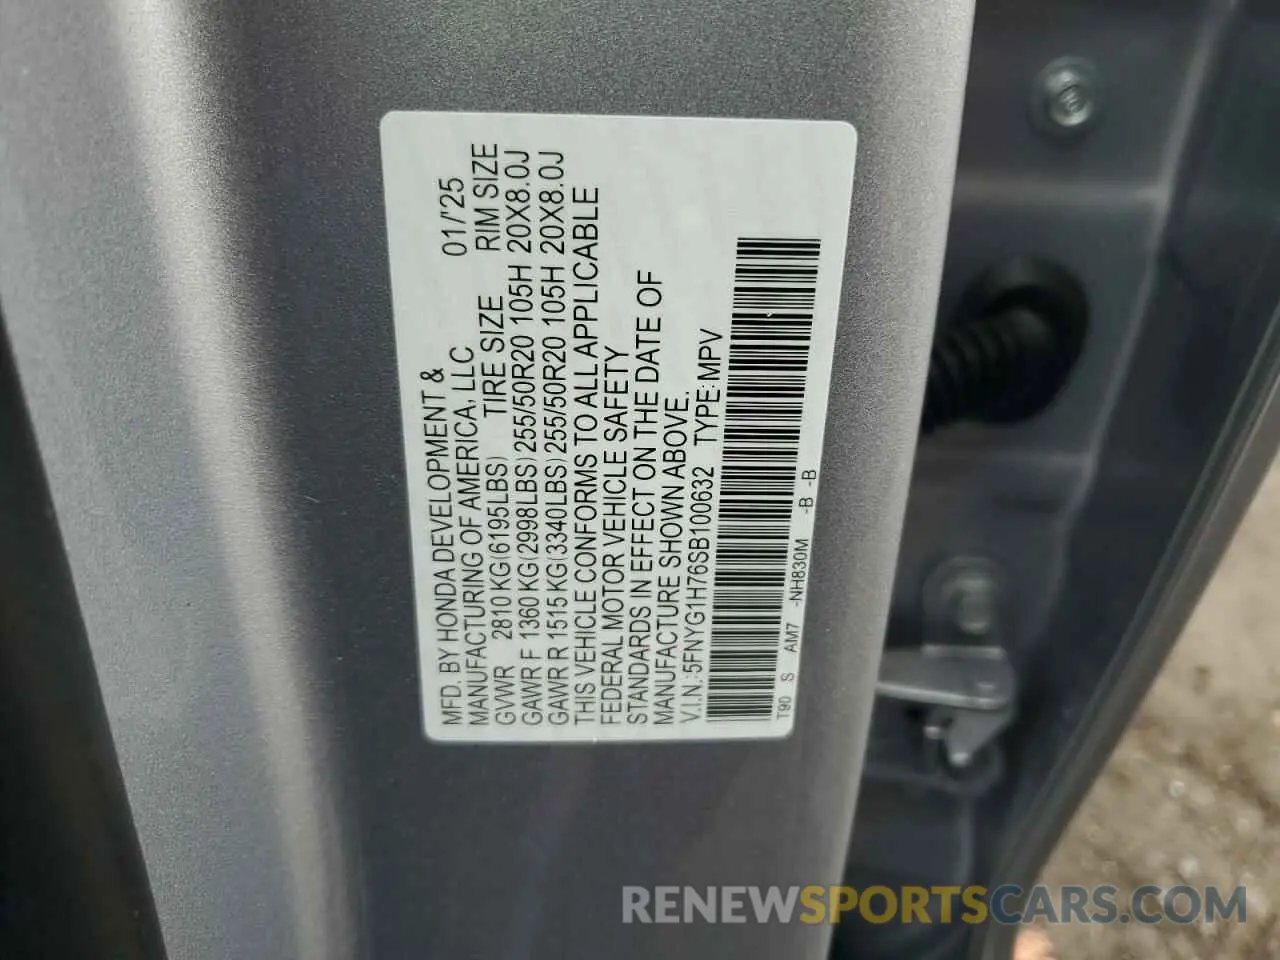 MFD. BY HONDA DEVELOPMENT &
MANUFACTURING OF AMERICA, LLC 01/'25
GVWR 2810 KG(6195LBS) TIRE SIZE RIM SIZE
GAWR F 1360 KG(2998LBS) 255/50R20 105H 20X8.0J
GAWR R 1515 KG(3340LBS) 255/50R20 105H 20X8.0J
THIS VEHICLE CONFORMS TO ALL APPLICABLE
FEDERAL MOTOR VEHICLE SAFETY
STANDARDS IN EFFECT ON THE DATE OF
MANUFACTURE SHOWN ABOVE.
V.I.N.:5FNYG1H76SB100632 TYPE:MPV
T90 S AM7 -NH830M -B -B
RENEWSPORTSCARS.COM